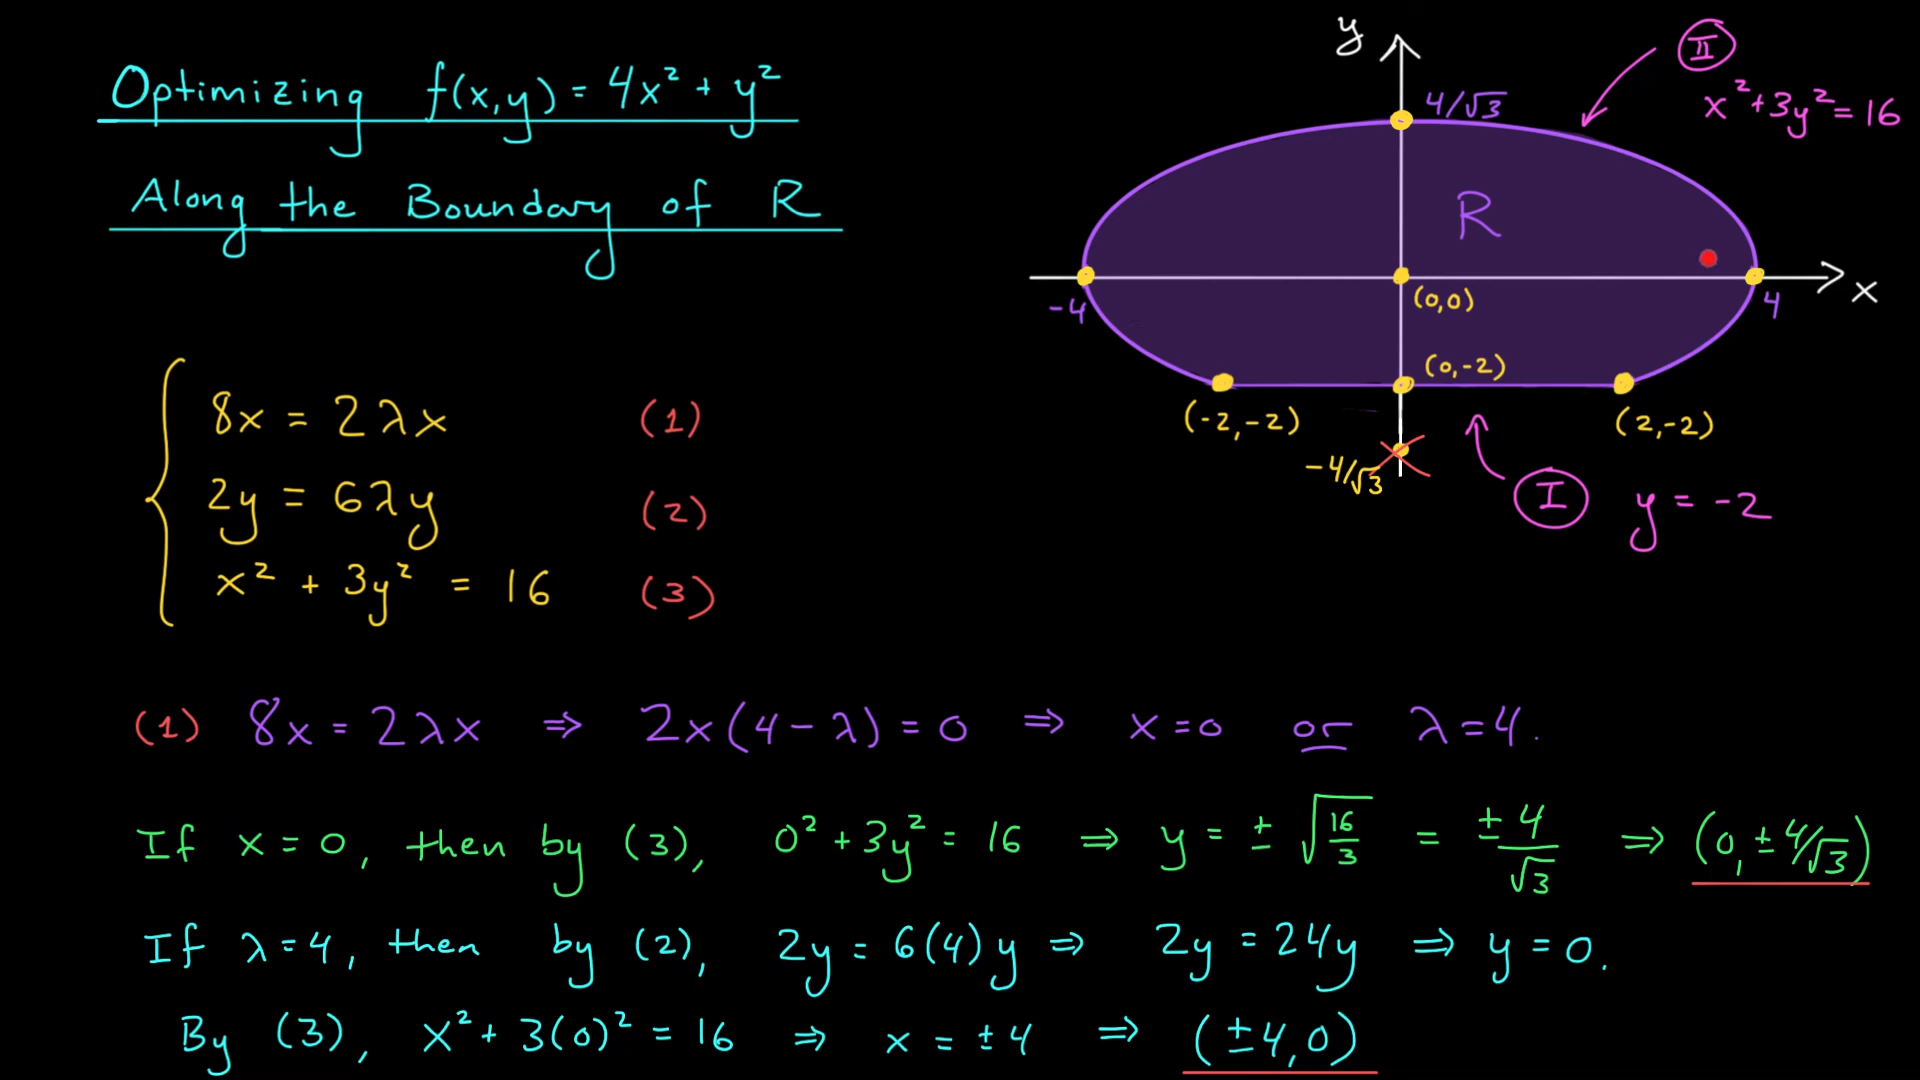 Optimizing f(x,y) = 4x² + y²
Along the Boundary of R
8x = 2λx (1)
2y = 6λy (2)
x² + 3y² = 16 (3)
y
II
x² + 3y² = 16
4/√3
R
-4
(0,0)
4
x
(0,-2)
(-2,-2)
(2,-2)
-4/√3
I y = -2
(1) 8x = 2λx ⇒ 2x(4 - λ) = 0 ⇒ x = 0 or λ = 4.
If x = 0, then by (3), 0² + 3y² = 16 ⇒ y = ± √(16/3) = ±4/√3 ⇒ (0, ±4/√3)
If λ = 4, then by (2), 2y = 6(4)y ⇒ 2y = 24y ⇒ y = 0.
By (3), x² + 3(0)² = 16 ⇒ x = ±4 ⇒ (±4, 0)